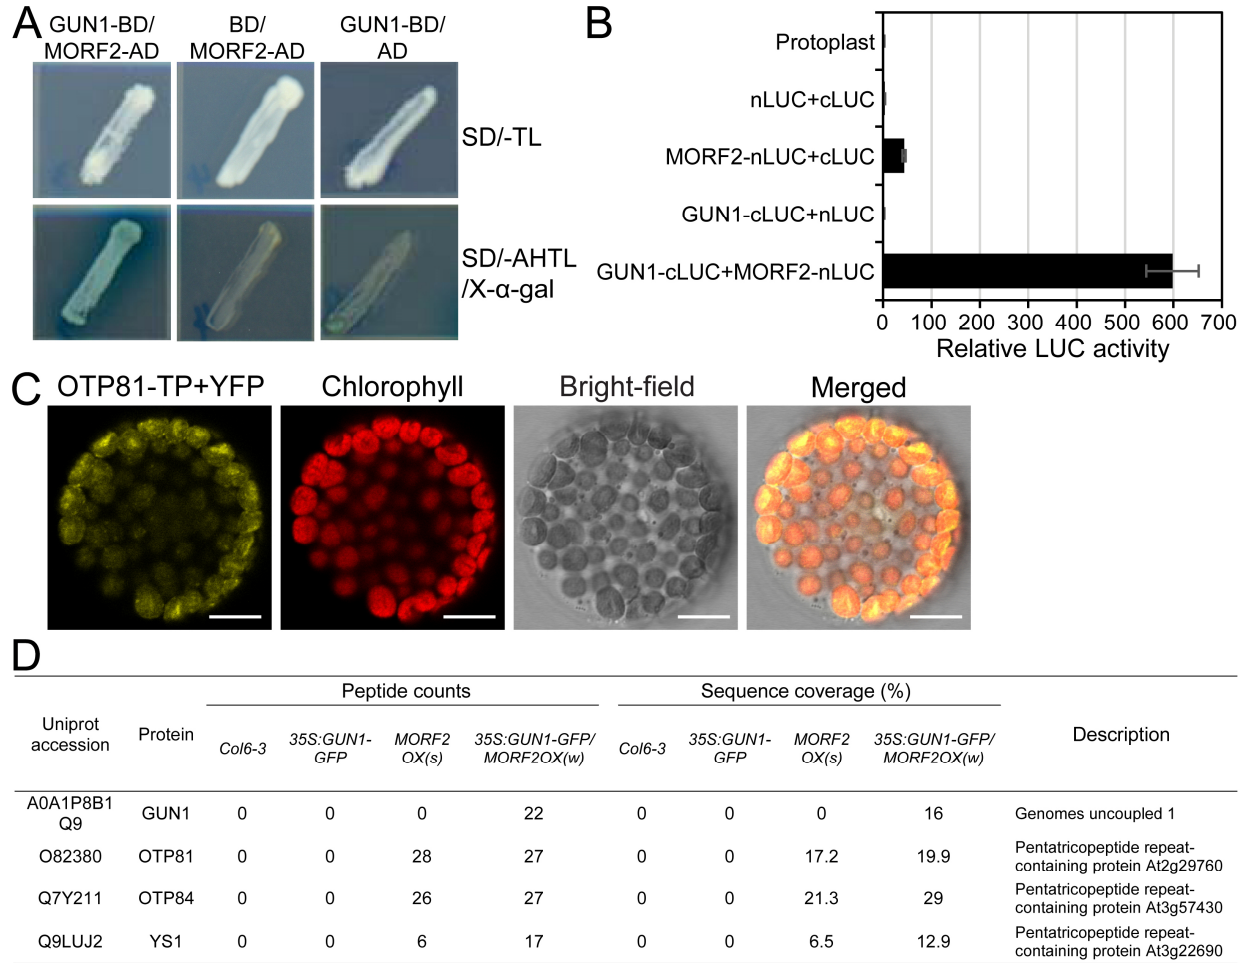 A
GUN1-BD/
MORF2-AD
BD/
MORF2-AD
GUN1-BD/
AD
SD/-TL
SD/-AHTL
/X-α-gal
B
Protoplast
nLUC+cLUC
MORF2-nLUC+cLUC
GUN1-cLUC+nLUC
GUN1-cLUC+MORF2-nLUC
0 100 200 300 400 500 600 700
Relative LUC activity
C
OTP81-TP+YFP Chlorophyll Bright-field Merged
D
Peptide counts Sequence coverage (%)
Uniprot
accession
Protein
Col6-3
35S:GUN1-
GFP
MORF2
OX(s)
35S:GUN1-GFP/
MORF2OX(w)
Col6-3
35S:GUN1-
GFP
MORF2
OX(s)
35S:GUN1-GFP/
MORF2OX(w)
Description
A0A1P8B1
Q9
GUN1 0 0 0 22 0 0 0 16 Genomes uncoupled 1
O82380 OTP81 0 0 28 27 0 0 17.2 19.9 Pentatricopeptide repeat-
containing protein At2g29760
Q7Y211 OTP84 0 0 26 27 0 0 21.3 29 Pentatricopeptide repeat-
containing protein At3g57430
Q9LUJ2 YS1 0 0 6 17 0 0 6.5 12.9 Pentatricopeptide repeat-
containing protein At3g22690